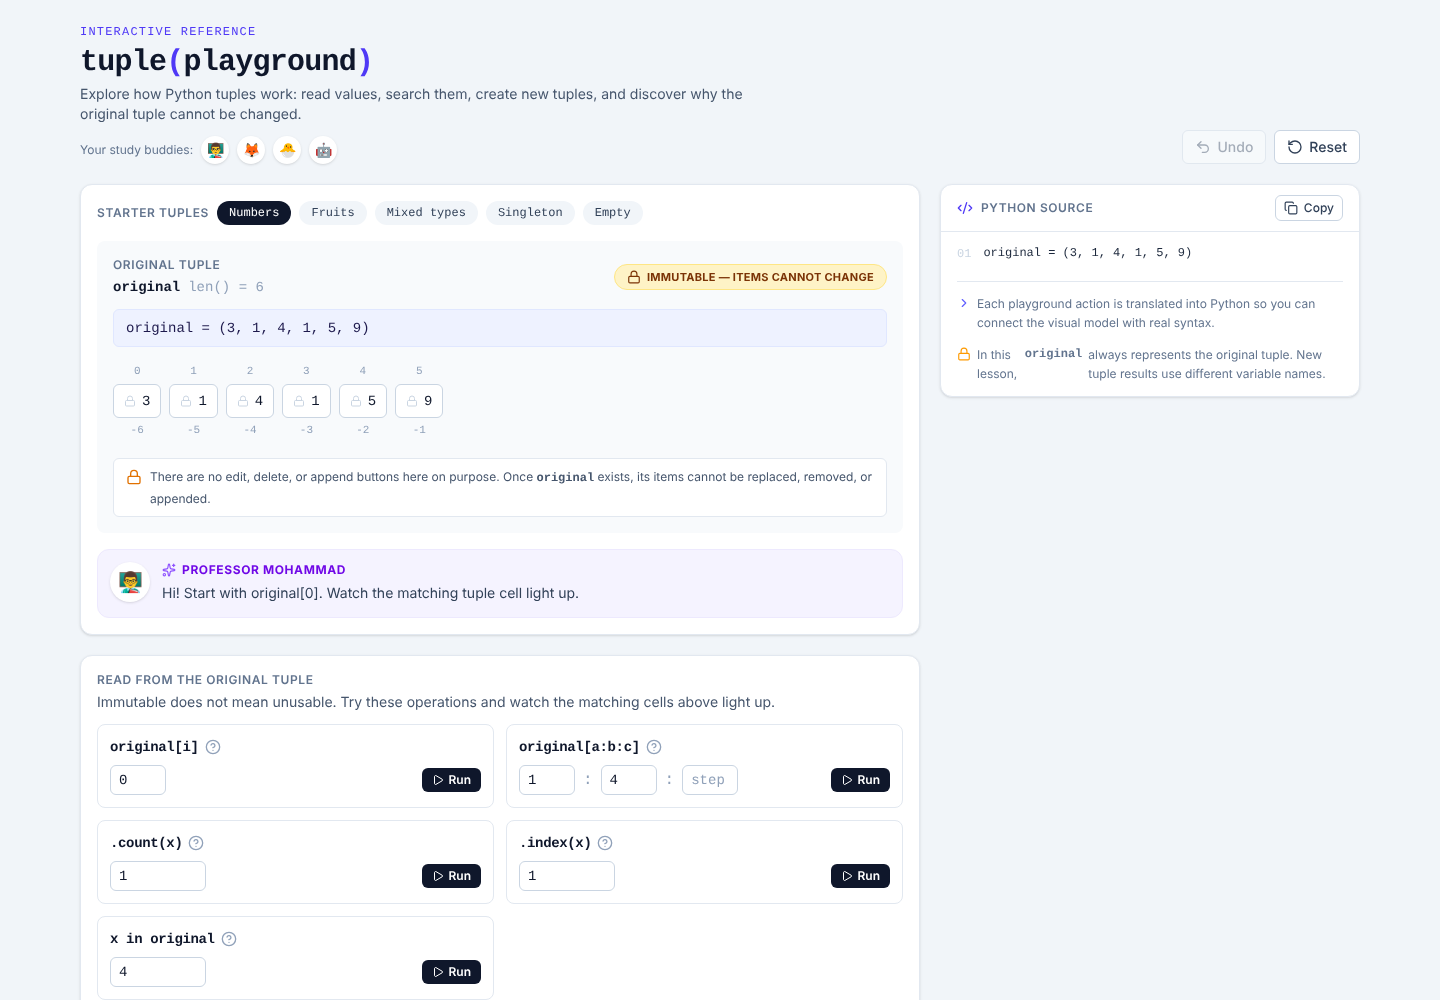 INTERACTIVE REFERENCE
tuple(playground)
Explore how Python tuples work: read values, search them, create new tuples, and discover why the
original tuple cannot be changed.
Your study buddies:
Undo
Reset
STARTER TUPLES
Numbers
Fruits
Mixed types
Singleton
Empty
ORIGINAL TUPLE
original len() = 6
IMMUTABLE — ITEMS CANNOT CHANGE
original = (3, 1, 4, 1, 5, 9)
0 1 2 3 4 5
3 1 4 1 5 9
-6 -5 -4 -3 -2 -1
There are no edit, delete, or append buttons here on purpose. Once original exists, its items cannot be replaced, removed, or
appended.
PROFESSOR MOHAMMAD
Hi! Start with original[0]. Watch the matching tuple cell light up.
READ FROM THE ORIGINAL TUPLE
Immutable does not mean unusable. Try these operations and watch the matching cells above light up.
original[i]
0
Run
original[a:b:c]
1 : 4 : step
Run
.count(x)
1
Run
.index(x)
1
Run
x in original
4
Run
PYTHON SOURCE
Copy
01 original = (3, 1, 4, 1, 5, 9)
Each playground action is translated into Python so you can
connect the visual model with real syntax.
In this original always represents the original tuple. New
lesson, tuple results use different variable names.